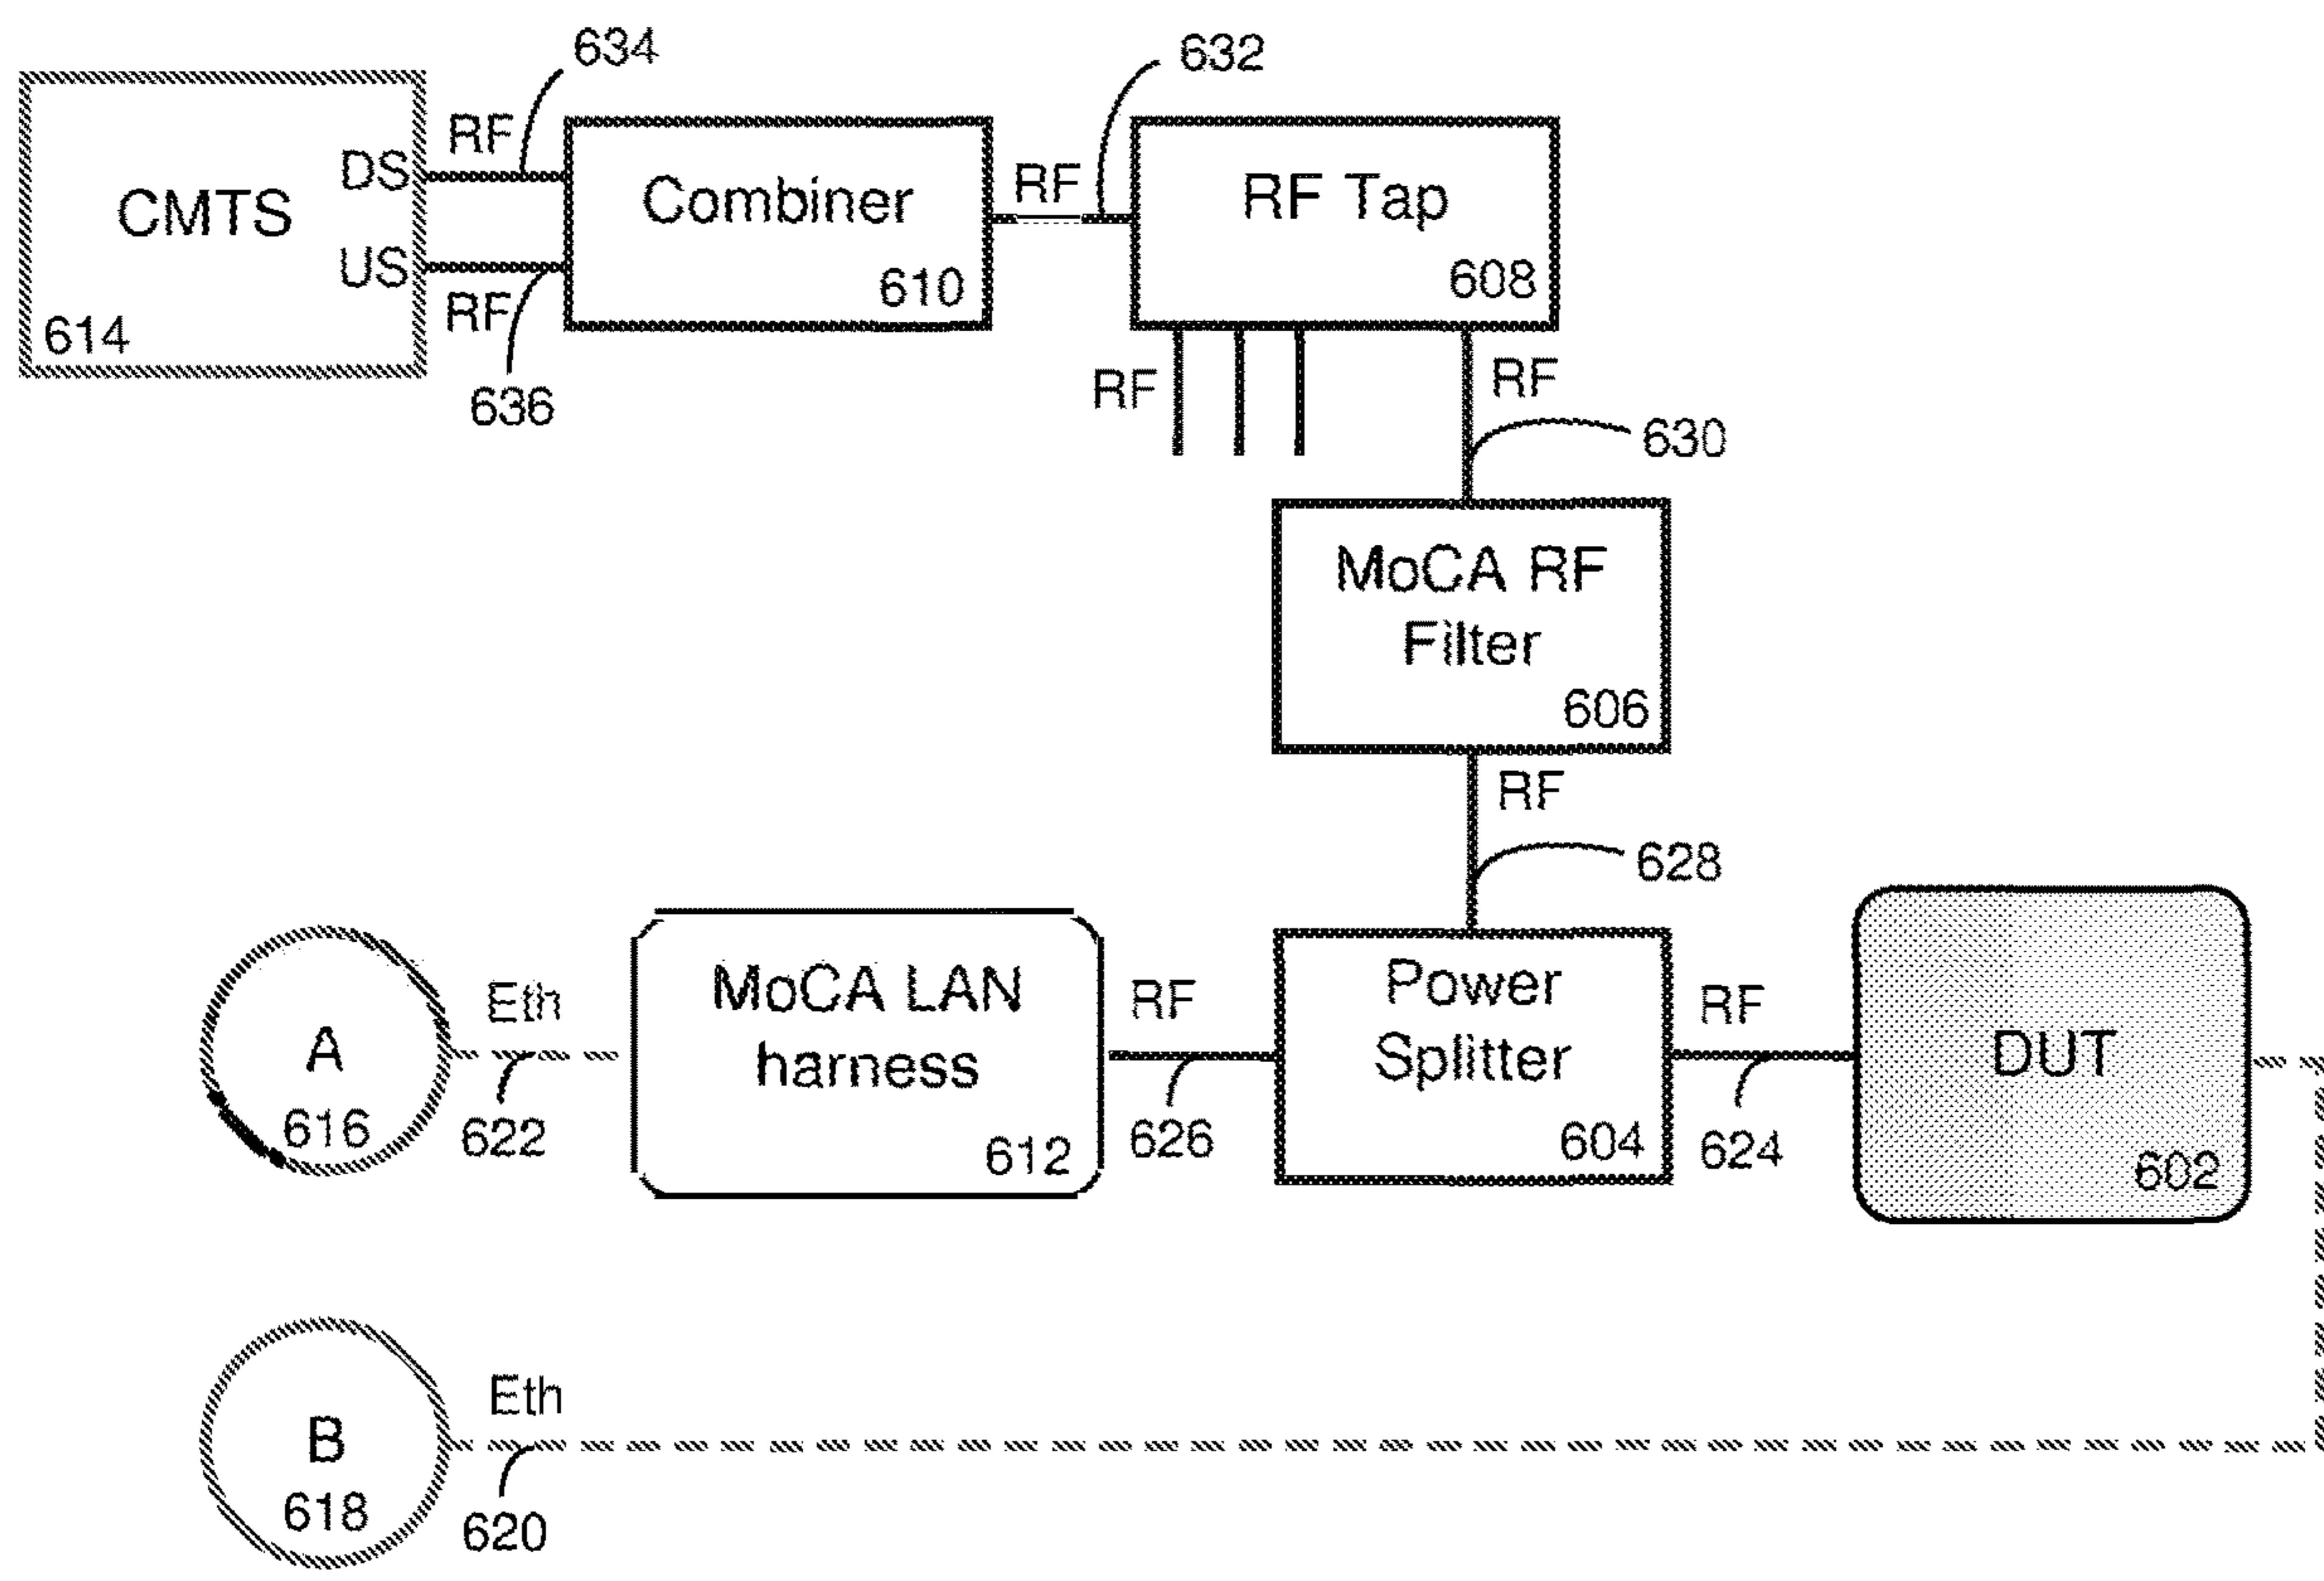 634
632
RF
DS
CMTS
US
RF
614
636
Combiner
610
RF
RF Tap
608
RF
RF
630
MoCA RF
Filter
606
RF
628
A
616
Eth
622
MoCA LAN
harness
612
RF
626
Power
Splitter
604
RF
624
DUT
602
B
618
Eth
620